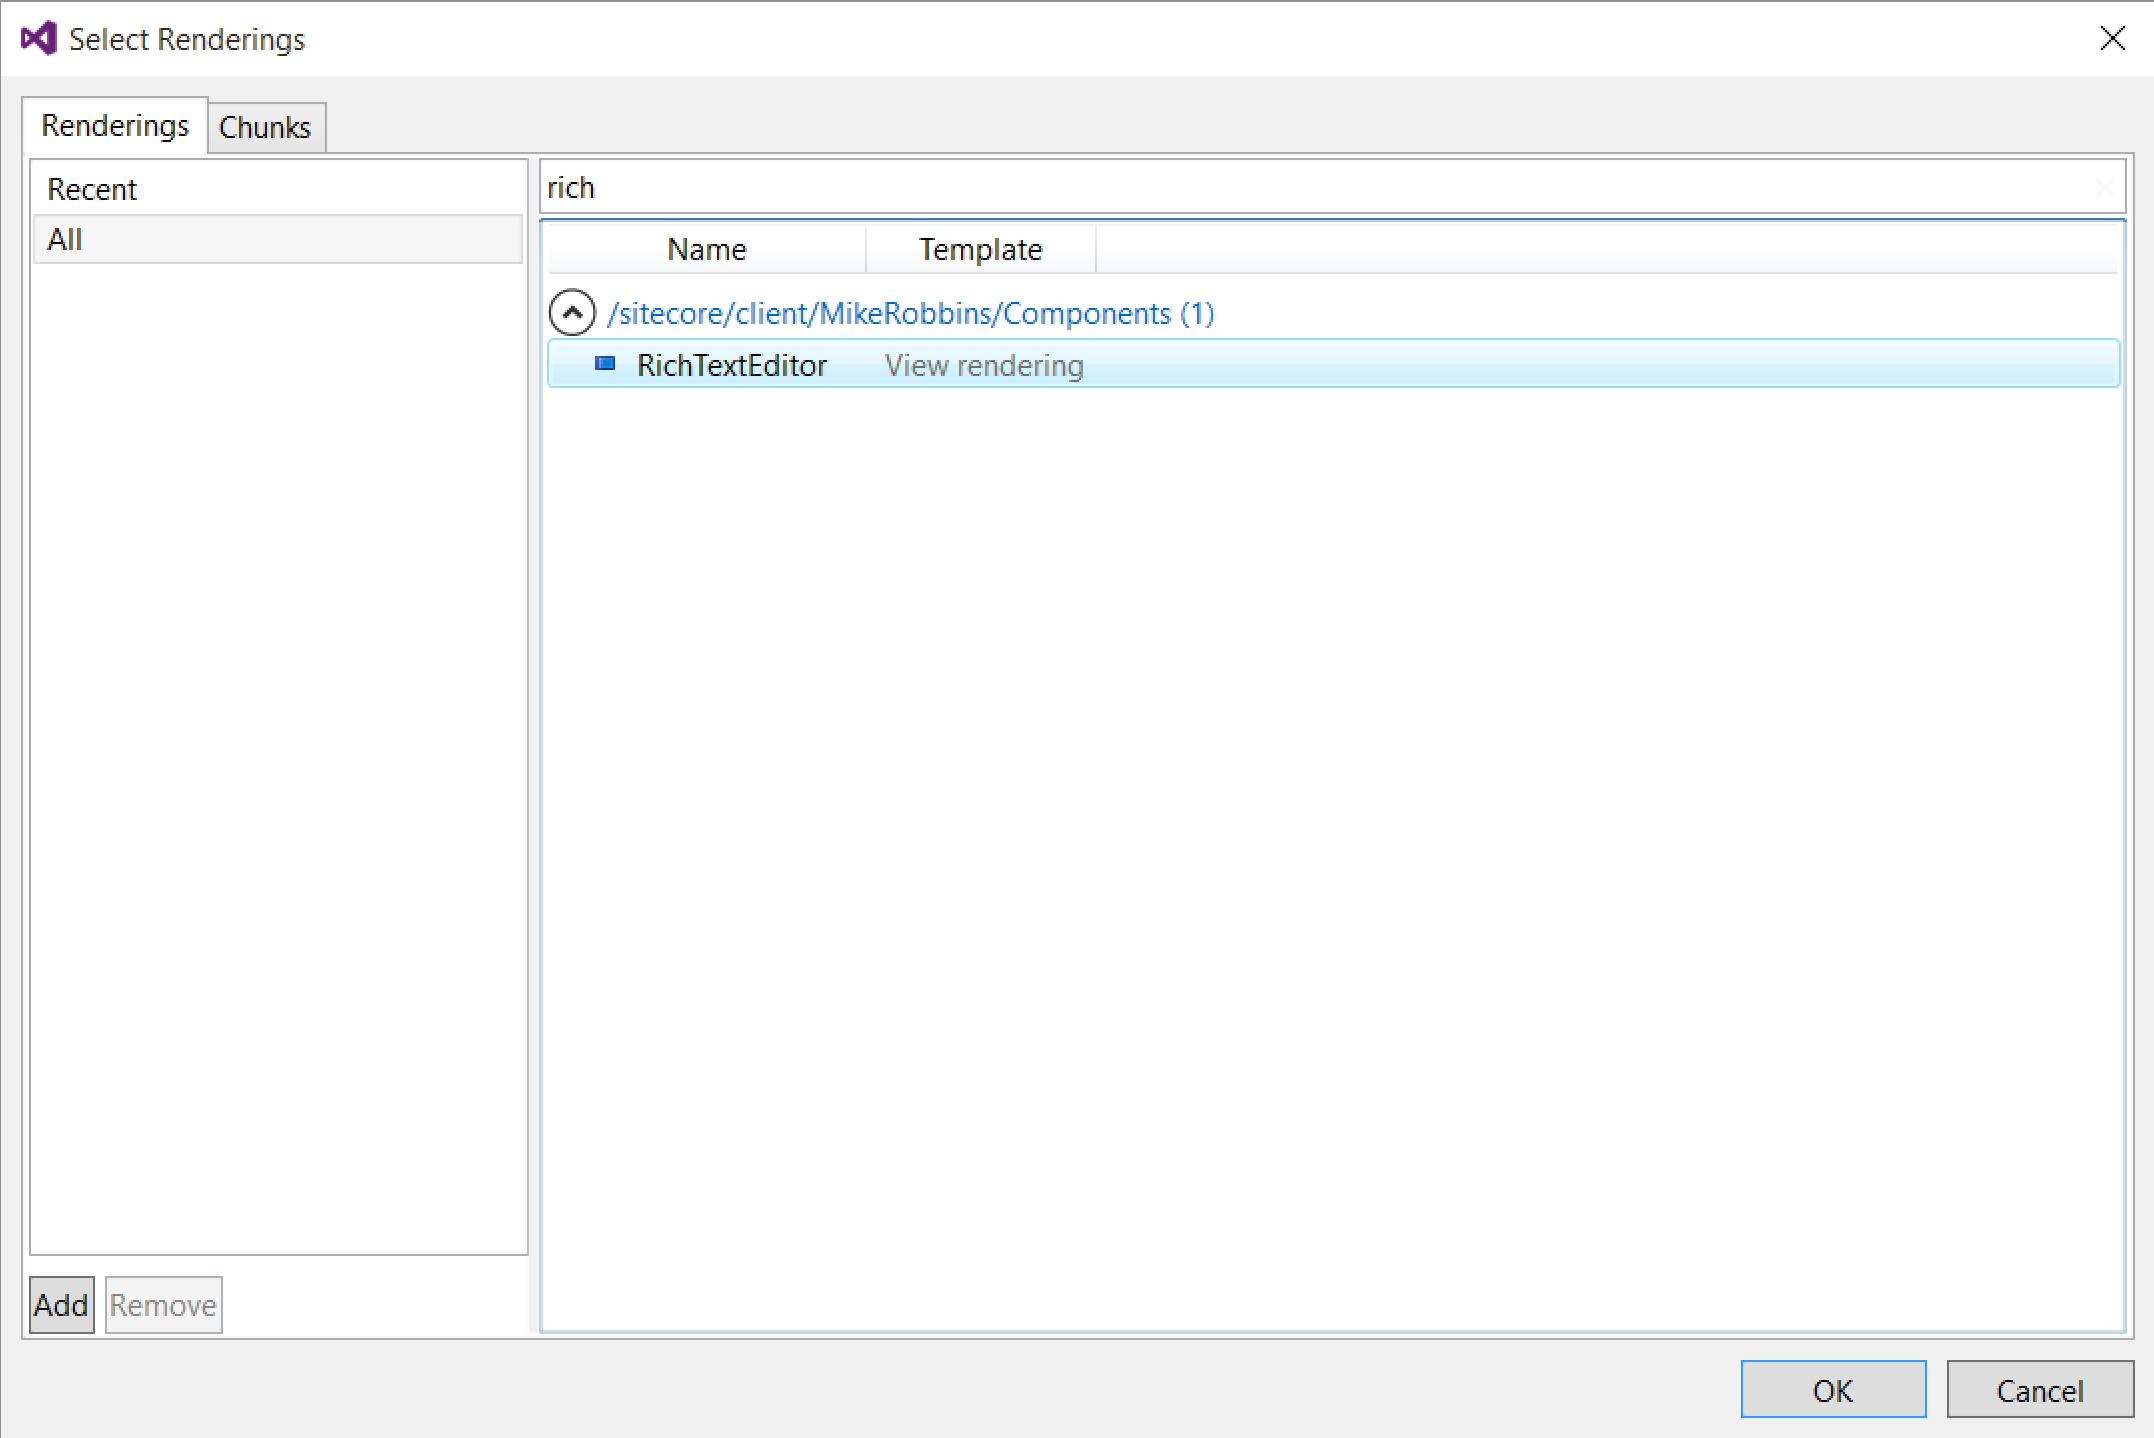 Select Renderings
Renderings
Chunks
Recent
All
rich
Name
Template
/sitecore/client/MikeRobbins/Components (1)
RichTextEditor
View rendering
Add
Remove
OK
Cancel